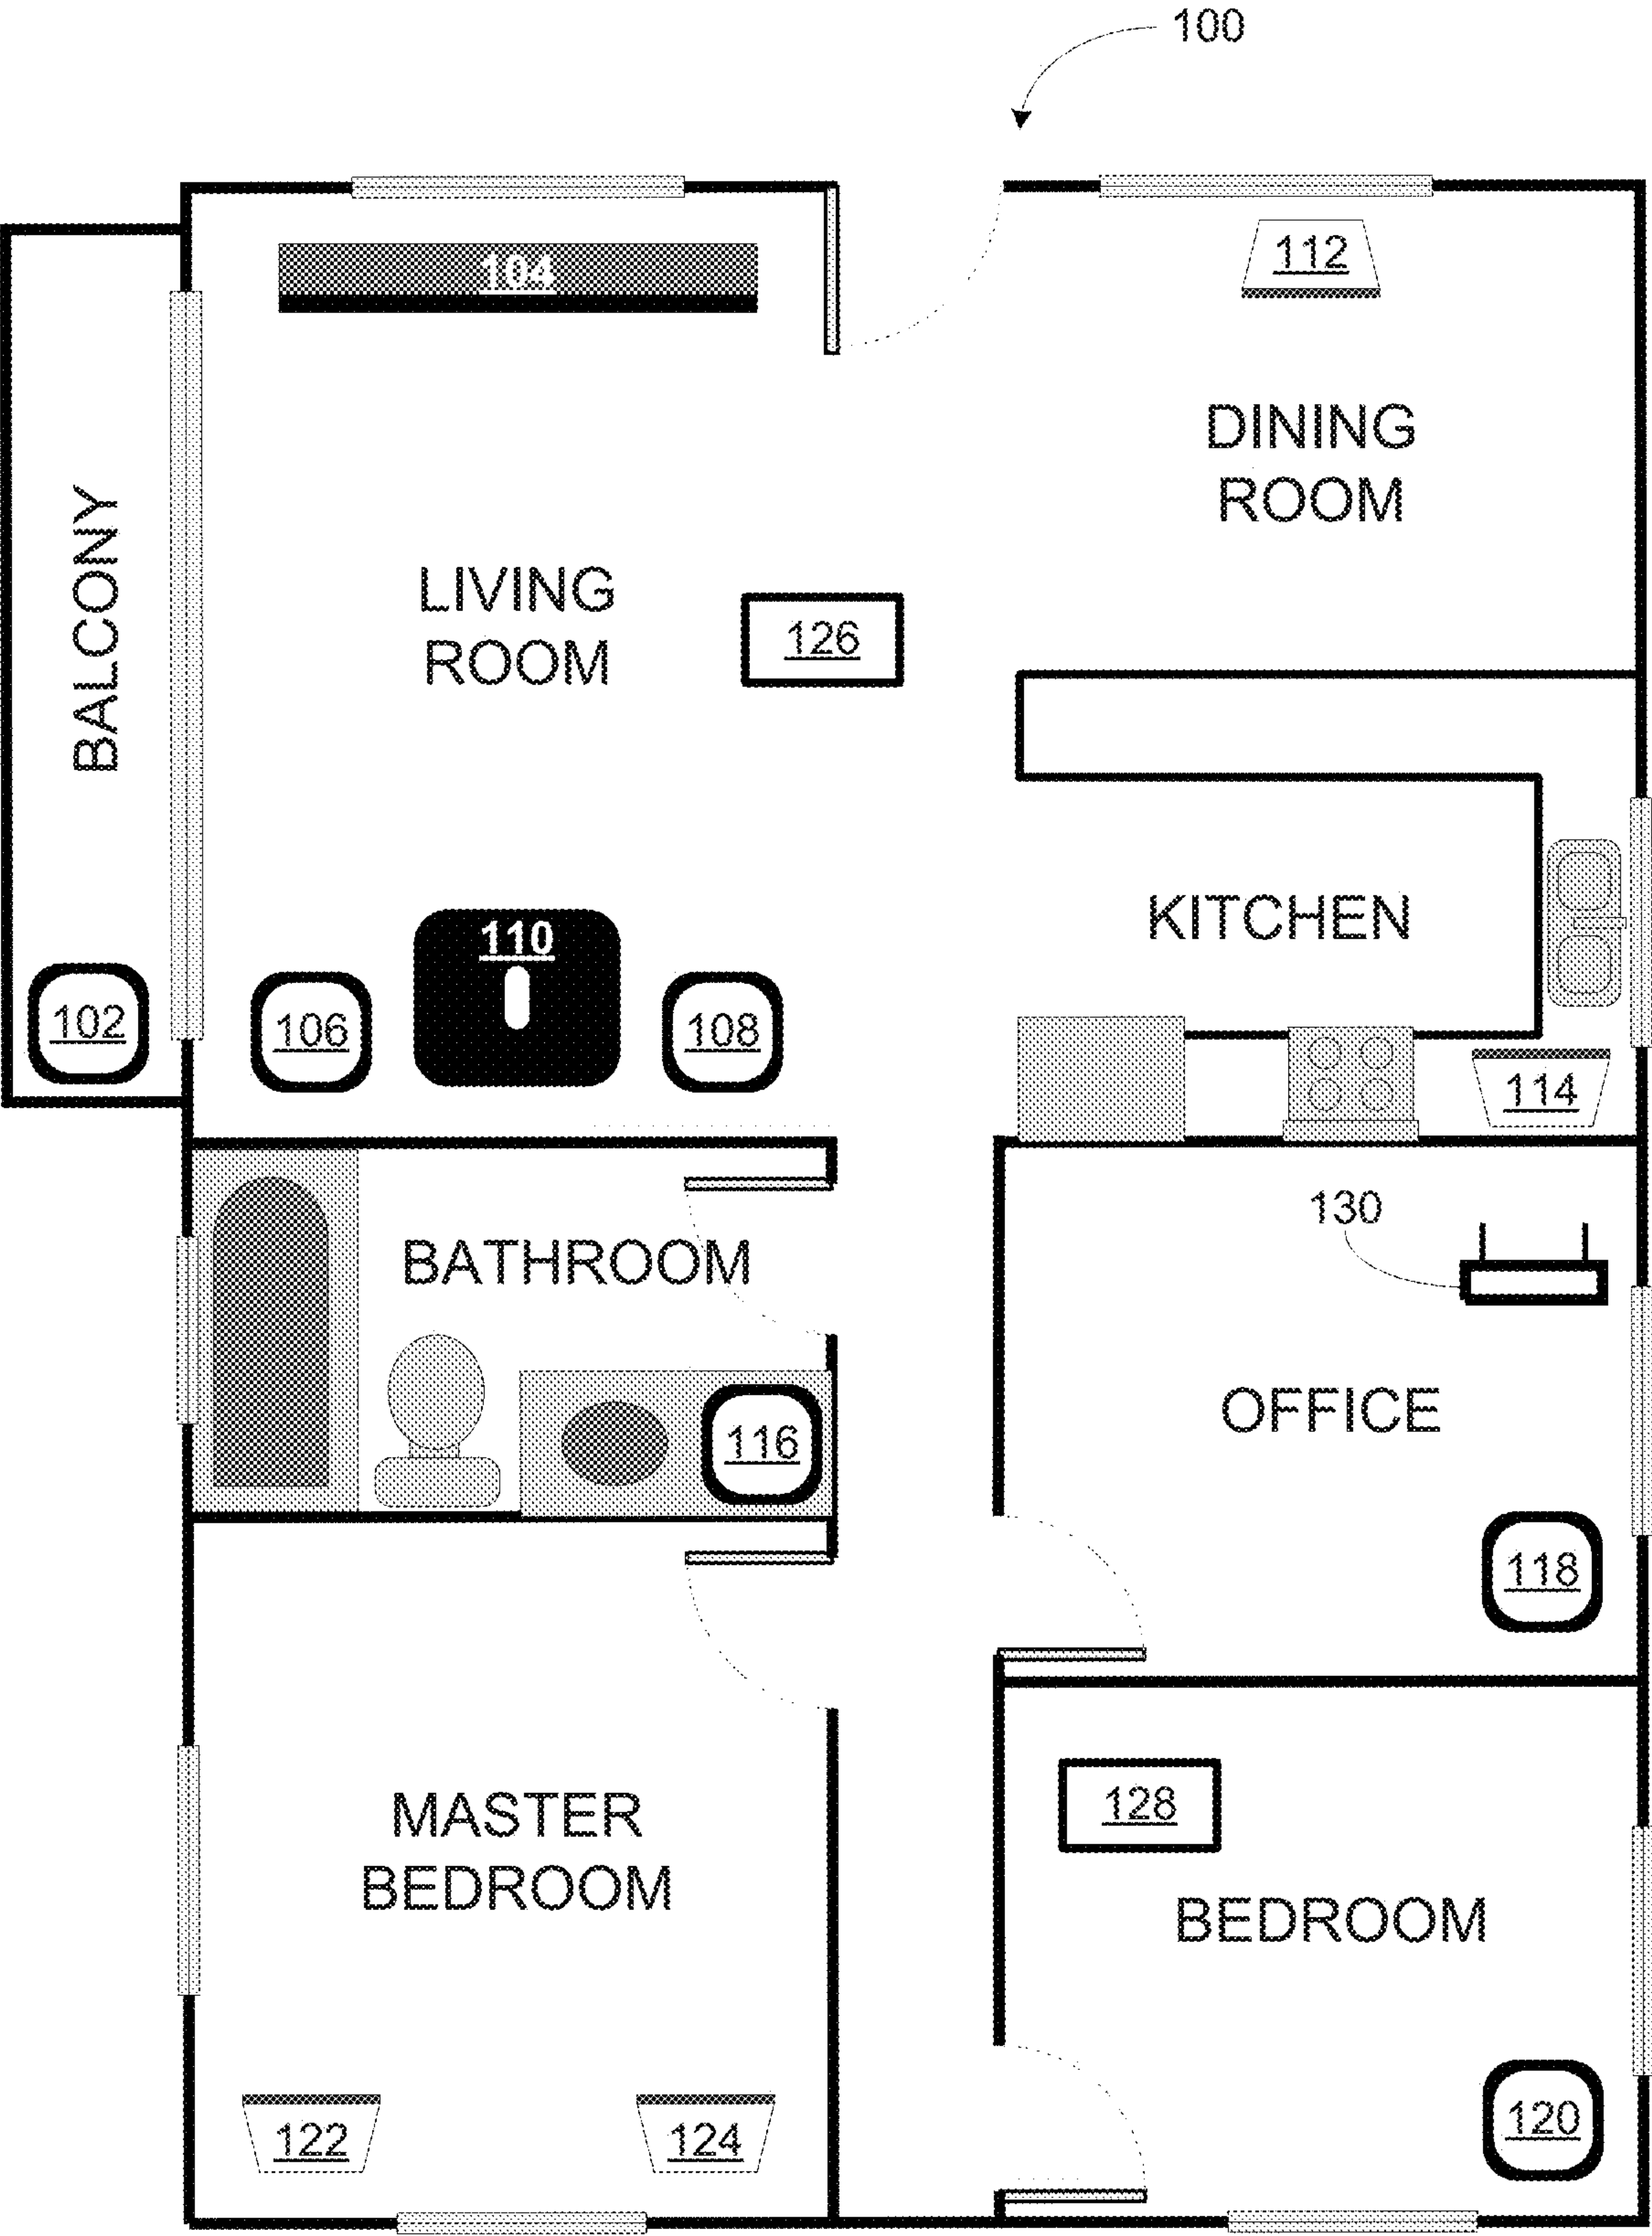 100
104
112
DINING
ROOM
BALCONY
LIVING
ROOM
126
KITCHEN
110
102
106
108
114
130
BATHROOM
OFFICE
116
118
MASTER
BEDROOM
128
BEDROOM
122
124
120